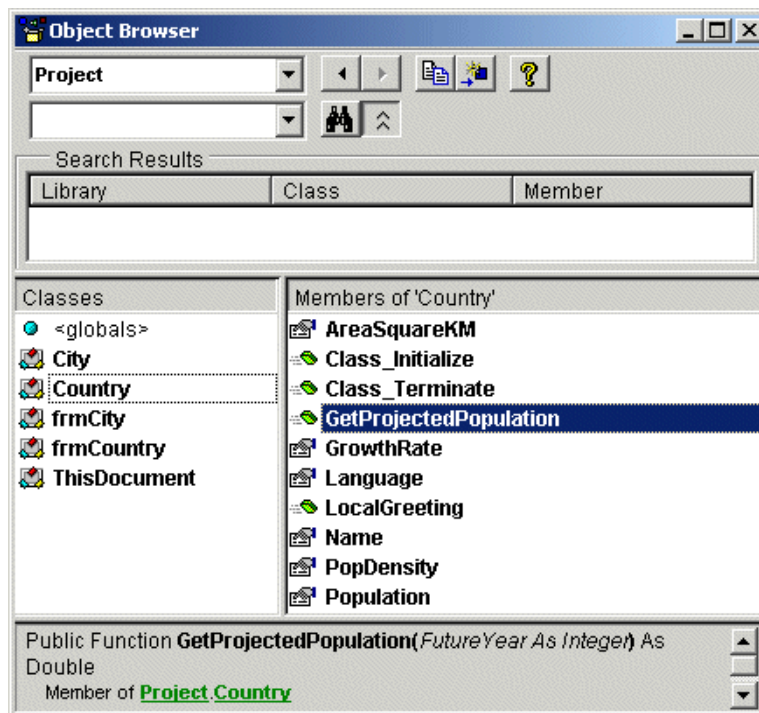 Object Browser
Project
Search Results
Library Class Member
Classes
<globals>
City
Country
frmCity
frmCountry
ThisDocument
Members of 'Country'
AreaSquareKM
Class_Initialize
Class_Terminate
GetProjectedPopulation
GrowthRate
Language
LocalGreeting
Name
PopDensity
Population
Public Function GetProjectedPopulation(FutureYear As Integer) As
Double
Member of Project.Country